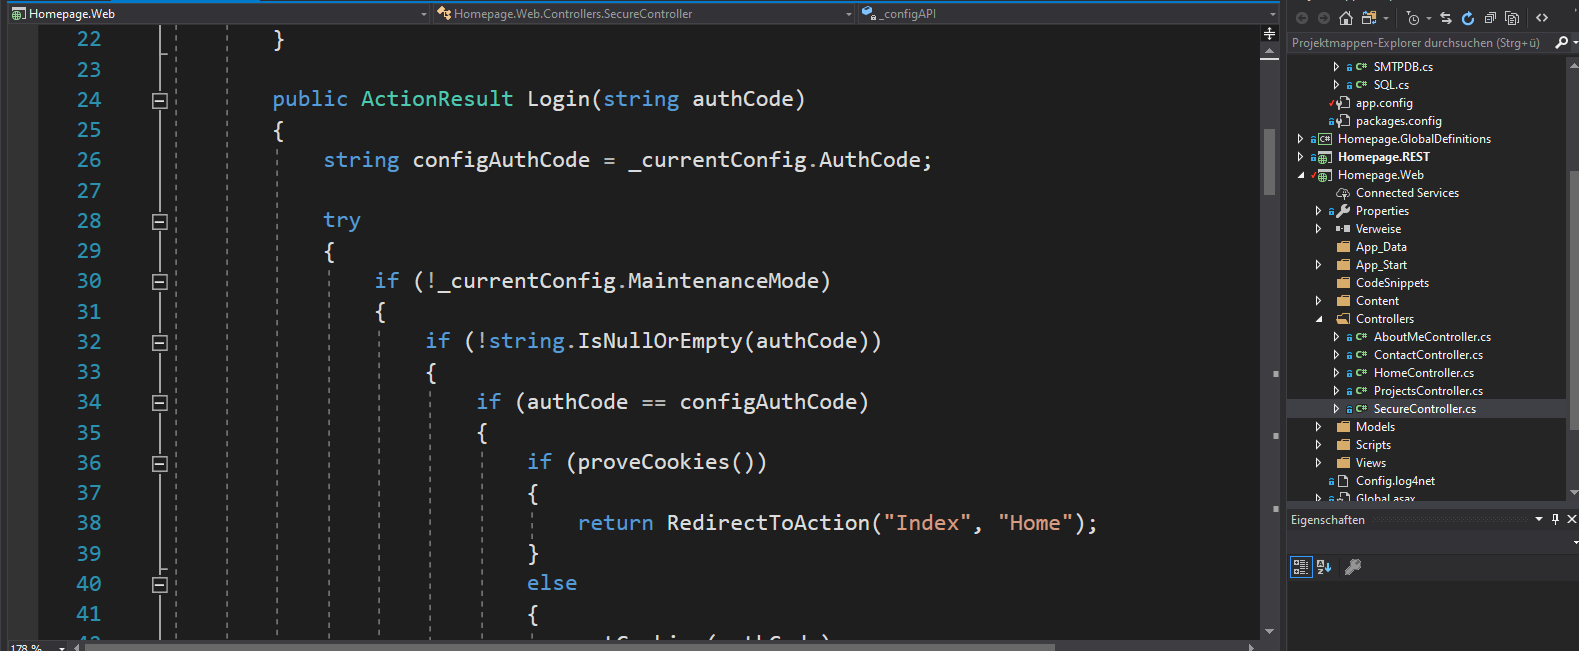 Homepage.Web
Homepage.Web.Controllers.SecureController
_configAPI
22 }
23
24 public ActionResult Login(string authCode)
25 {
26 string configAuthCode = _currentConfig.AuthCode;
27
28 try
29 {
30 if (!_currentConfig.MaintenanceMode)
31 {
32 if (!string.IsNullOrEmpty(authCode))
33 {
34 if (authCode == configAuthCode)
35 {
36 if (proveCookies())
37 {
38 return RedirectToAction("Index", "Home");
39 }
40 else
41 {
178 %
Projektmappen-Explorer durchsuchen (Strg+ü)
C# SMTPDB.cs
C# SQL.cs
app.config
packages.config
C# Homepage.GlobalDefinitions
Homepage.REST
Homepage.Web
Connected Services
Properties
Verweise
App_Data
App_Start
CodeSnippets
Content
Controllers
C# AboutMeController.cs
C# ContactController.cs
C# HomeController.cs
C# ProjectsController.cs
C# SecureController.cs
Models
Scripts
Views
Config.log4net
Global.asax
Eigenschaften